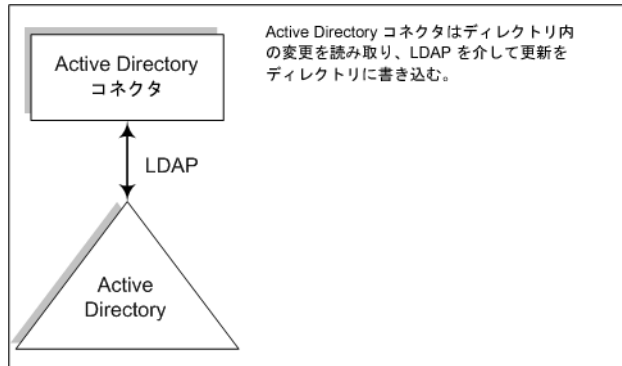 Active Directory
コネクタ
Active Directory コネクタはディレクトリ内
の変更を読み取り、LDAP を介して更新を
ディレクトリに書き込む。
LDAP
Active
Directory